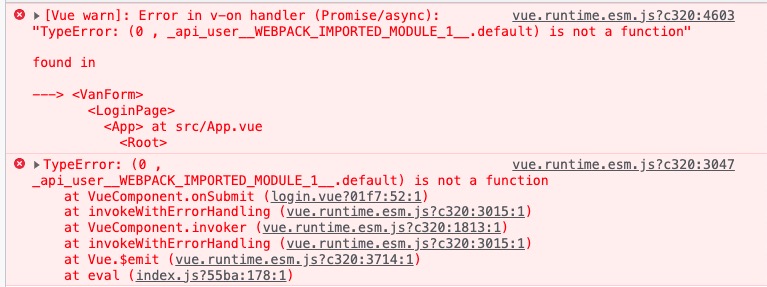 [Vue warn]: Error in v-on handler (Promise/async): vue.runtime.esm.js?c320:4603
"TypeError: (0 , _api_user__WEBPACK_IMPORTED_MODULE_1__.default) is not a function"
found in
---> <VanForm>
<LoginPage>
<App> at src/App.vue
<Root>
TypeError: (0 , vue.runtime.esm.js?c320:3047
_api_user__WEBPACK_IMPORTED_MODULE_1__.default) is not a function
at VueComponent.onSubmit (login.vue?01f7:52:1)
at invokeWithErrorHandling (vue.runtime.esm.js?c320:3015:1)
at VueComponent.invoker (vue.runtime.esm.js?c320:1813:1)
at invokeWithErrorHandling (vue.runtime.esm.js?c320:3015:1)
at Vue.$emit (vue.runtime.esm.js?c320:3714:1)
at eval (index.js?55ba:178:1)